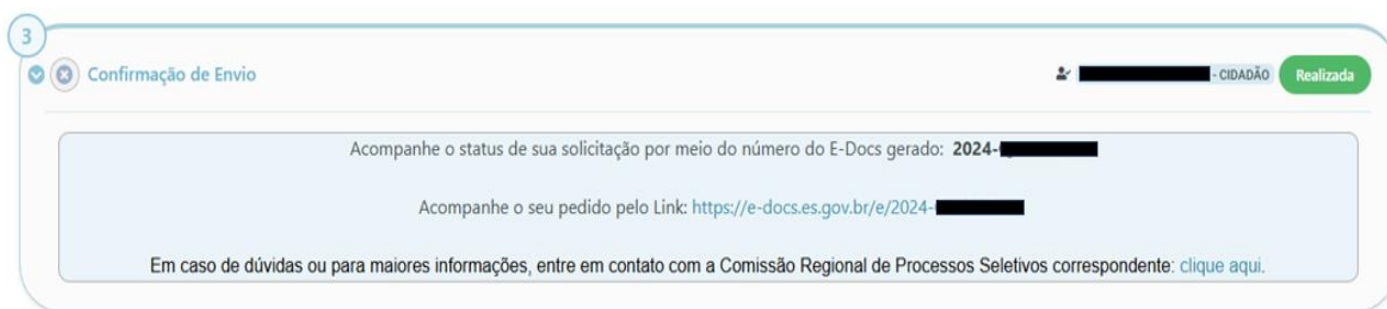 3
Confirmação de Envio
- CIDADÃO
Realizada
Acompanhe o status de sua solicitação por meio do número do E-Docs gerado: 2024-
Acompanhe o seu pedido pelo Link: https://e-docs.es.gov.br/e/2024-
Em caso de dúvidas ou para maiores informações, entre em contato com a Comissão Regional de Processos Seletivos correspondente: clique aqui.